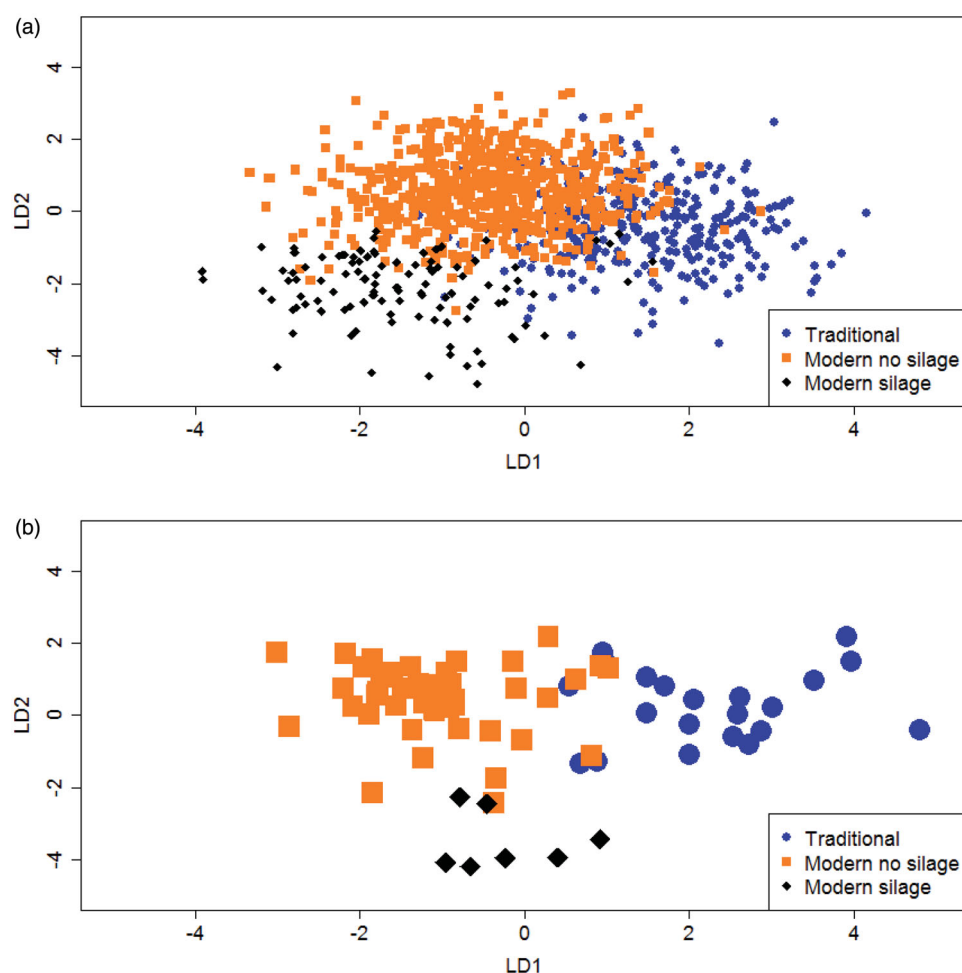 (a)
4
2
0
-2
-4
LD2
Traditional
Modern no silage
Modern silage
-4 -2 0 2 4
LD1
(b)
4
2
0
-2
-4
LD2
Traditional
Modern no silage
Modern silage
-4 -2 0 2 4
LD1